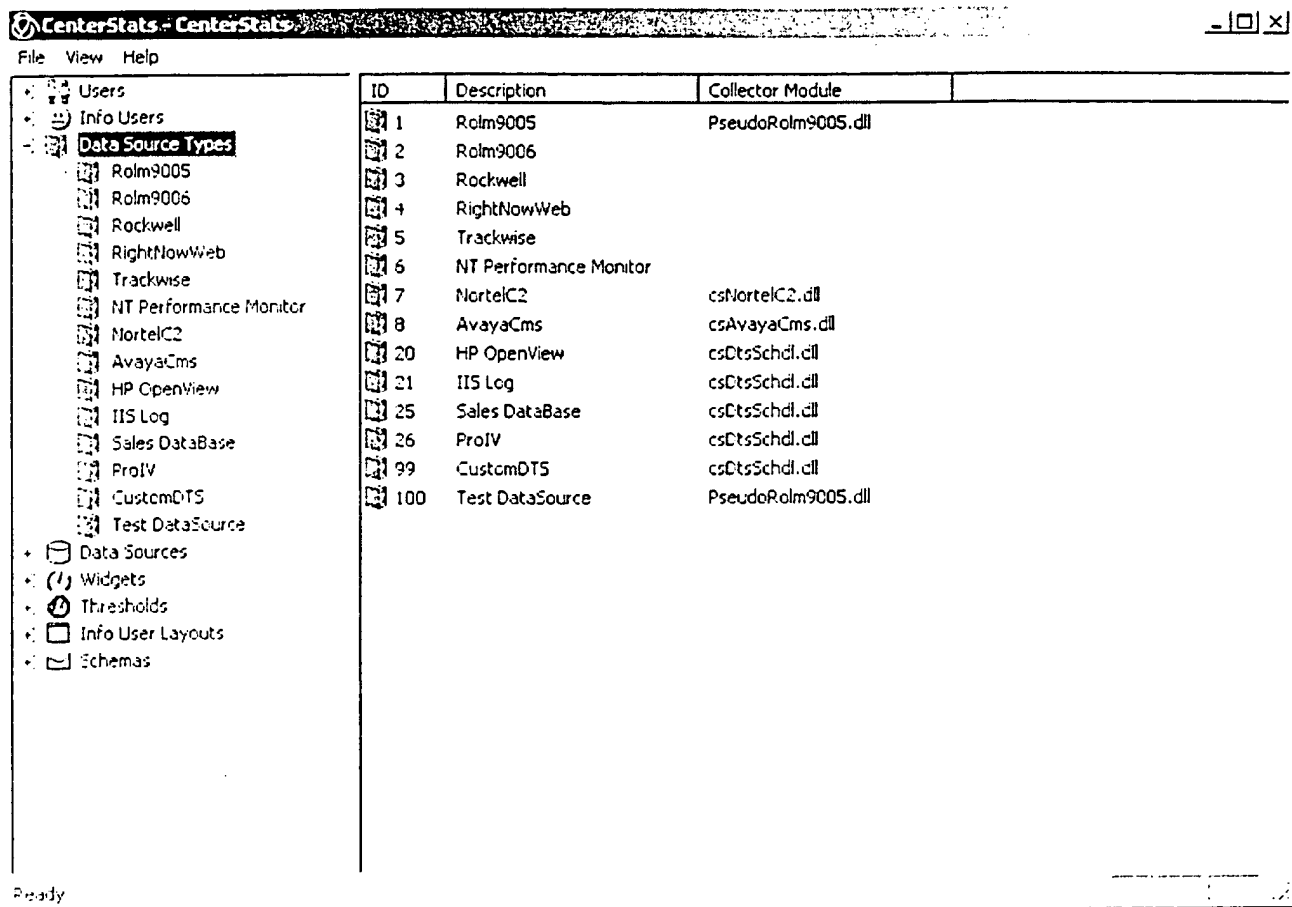 CenterStats - CenterStats
File View Help
Users
Info Users
Data Source Types
Rolm9005
Rolm9006
Rockwell
RightNowWeb
Trackwise
NT Performance Monitor
NortelC2
AvayaCms
HP OpenView
IIS Log
Sales DataBase
ProIV
CustomDTS
Test DataSource
Data Sources
Widgets
Thresholds
Info User Layouts
Schemas
ID Description Collector Module
1 Rolm9005 PseudoRolm9005.dll
2 Rolm9006
3 Rockwell
4 RightNowWeb
5 Trackwise
6 NT Performance Monitor
7 NortelC2 csNortelC2.dll
8 AvayaCms csAvayaCms.dll
20 HP OpenView csDtsSchdl.dll
21 IIS Log csDtsSchdl.dll
25 Sales DataBase csDtsSchdl.dll
26 ProIV csDtsSchdl.dll
99 CustomDTS csDtsSchdl.dll
100 Test DataSource PseudoRolm9005.dll
Ready